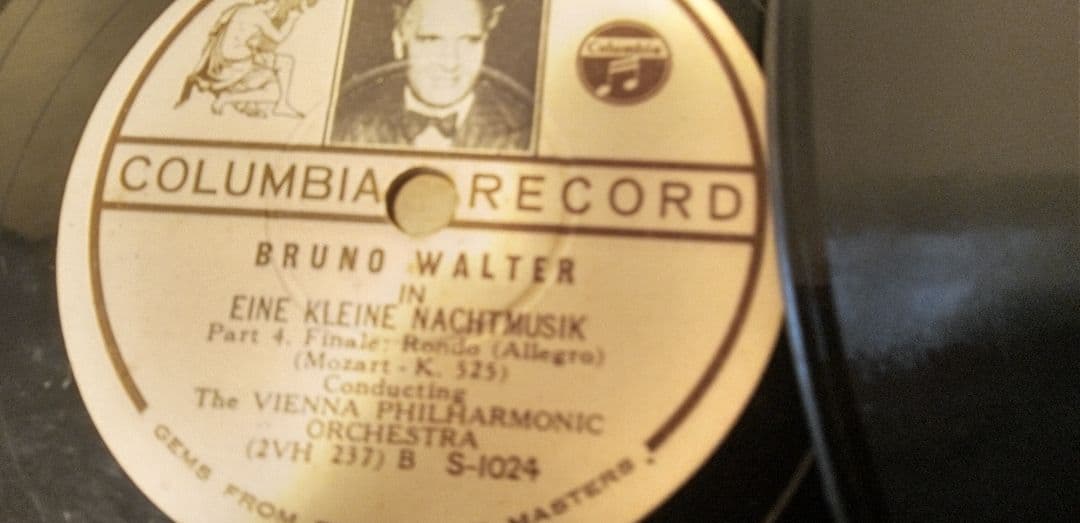 Columbia
COLUMBIA RECORD
BRUNO WALTER
IN
EINE KLEINE NACHTMUSIK
Part 4. Finale: Rondo (Allegro)
(Mozart - K. 525)
Conducting
The VIENNA PHILHARMONIC
ORCHESTRA
(2VH 237) B S-1024
GEMS FROM MASTERS